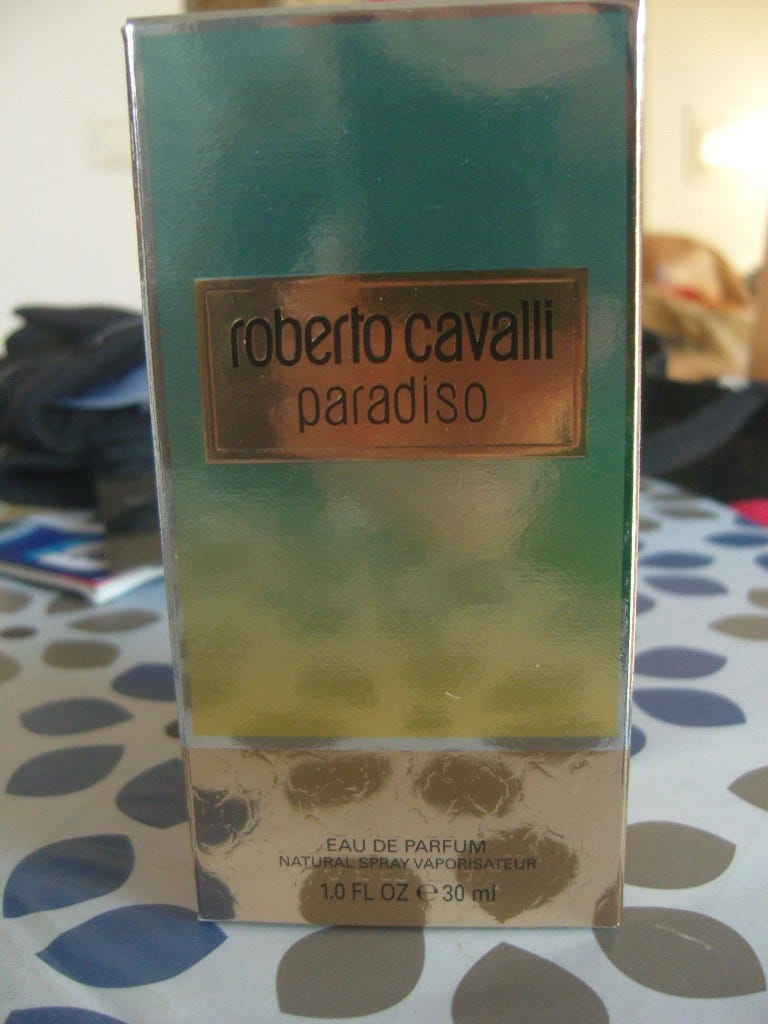 roberto cavalli
paradiso
EAU DE PARFUM
NATURAL SPRAY VAPORISATEUR
1.0 FL OZ ℮ 30 ml